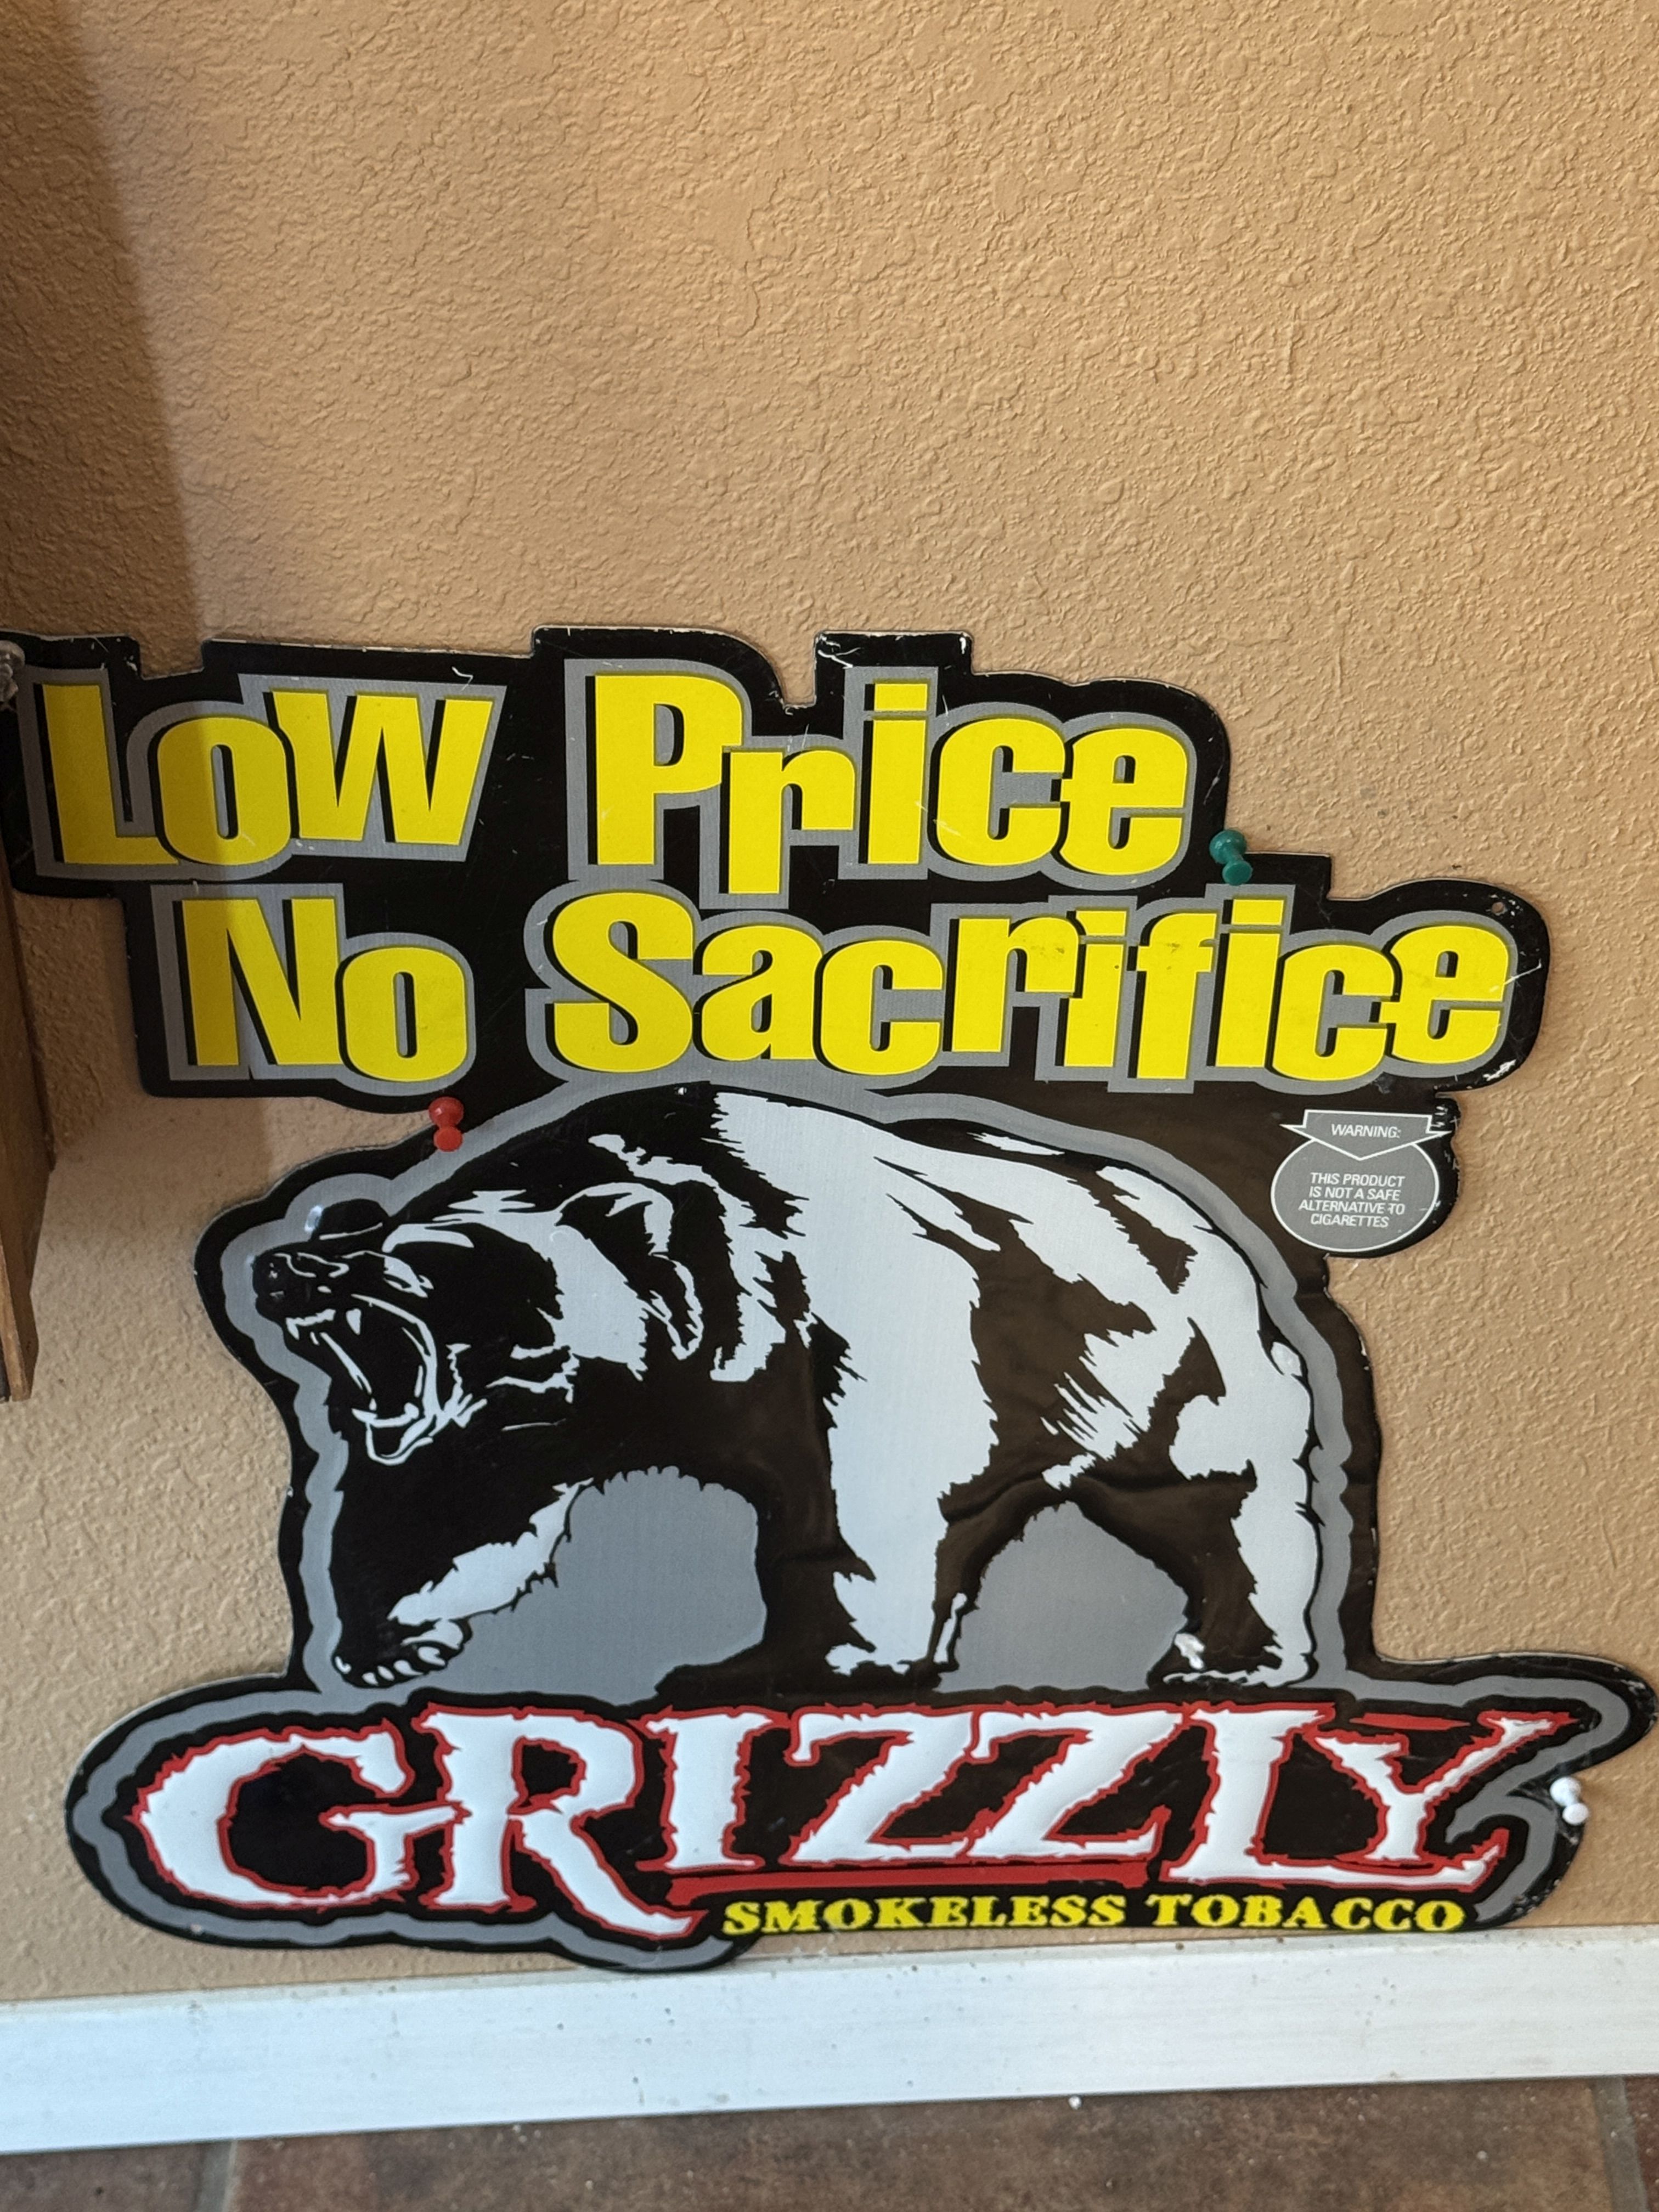 Low Price
No Sacrifice
WARNING:
THIS PRODUCT
IS NOT A SAFE
ALTERNATIVE TO
CIGARETTES
GRIZZLY
SMOKELESS TOBACCO